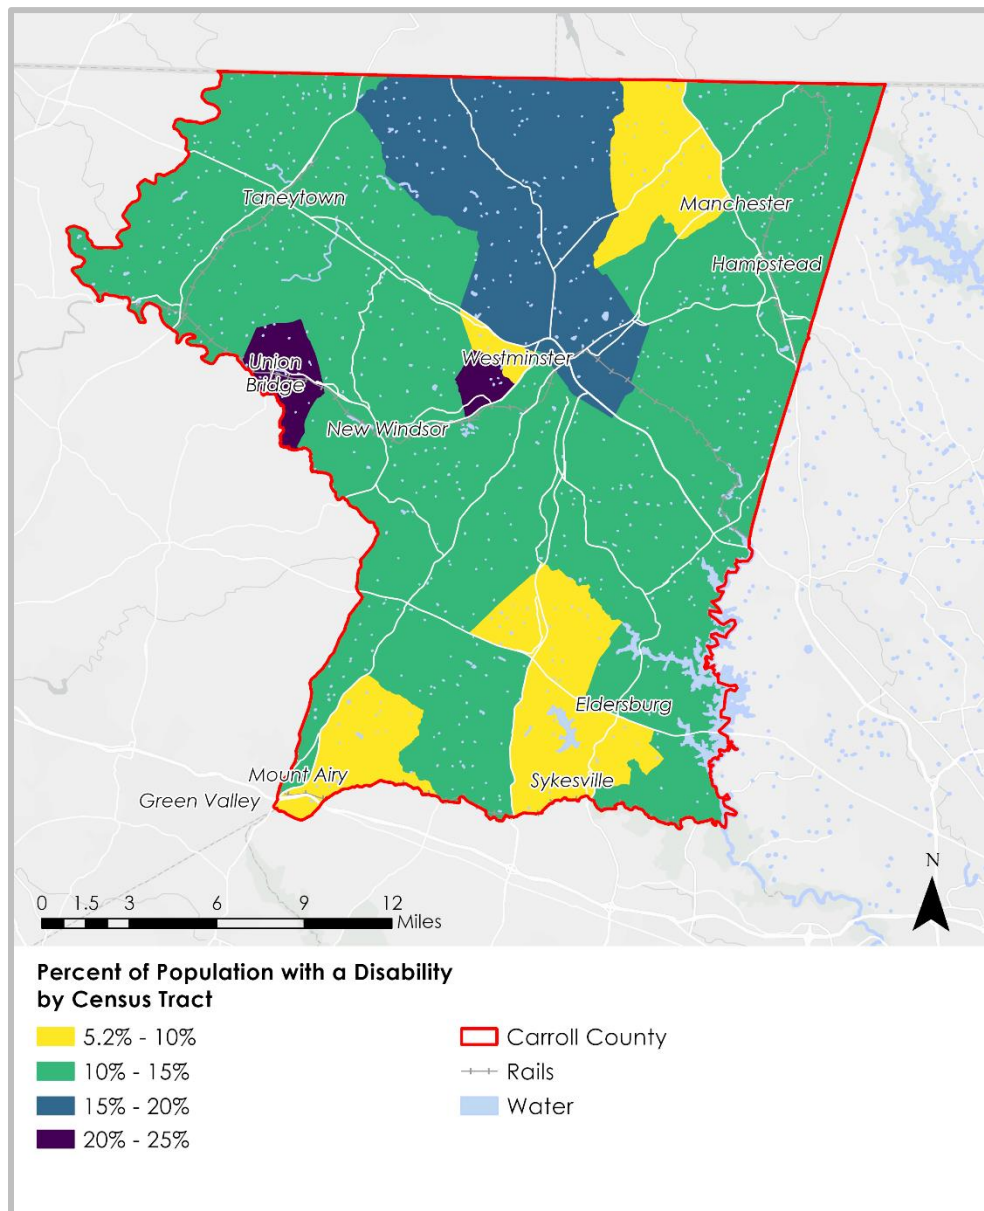 Taneytown
Manchester
Hampstead
Westminster
Union
Bridge
New Windsor
Eldersburg
Mount Airy
Sykesville
Green Valley
N
0 1.5 3 6 9 12
Miles
Percent of Population with a Disability
by Census Tract
5.2% - 10%
Carroll County
10% - 15%
Rails
15% - 20%
Water
20% - 25%